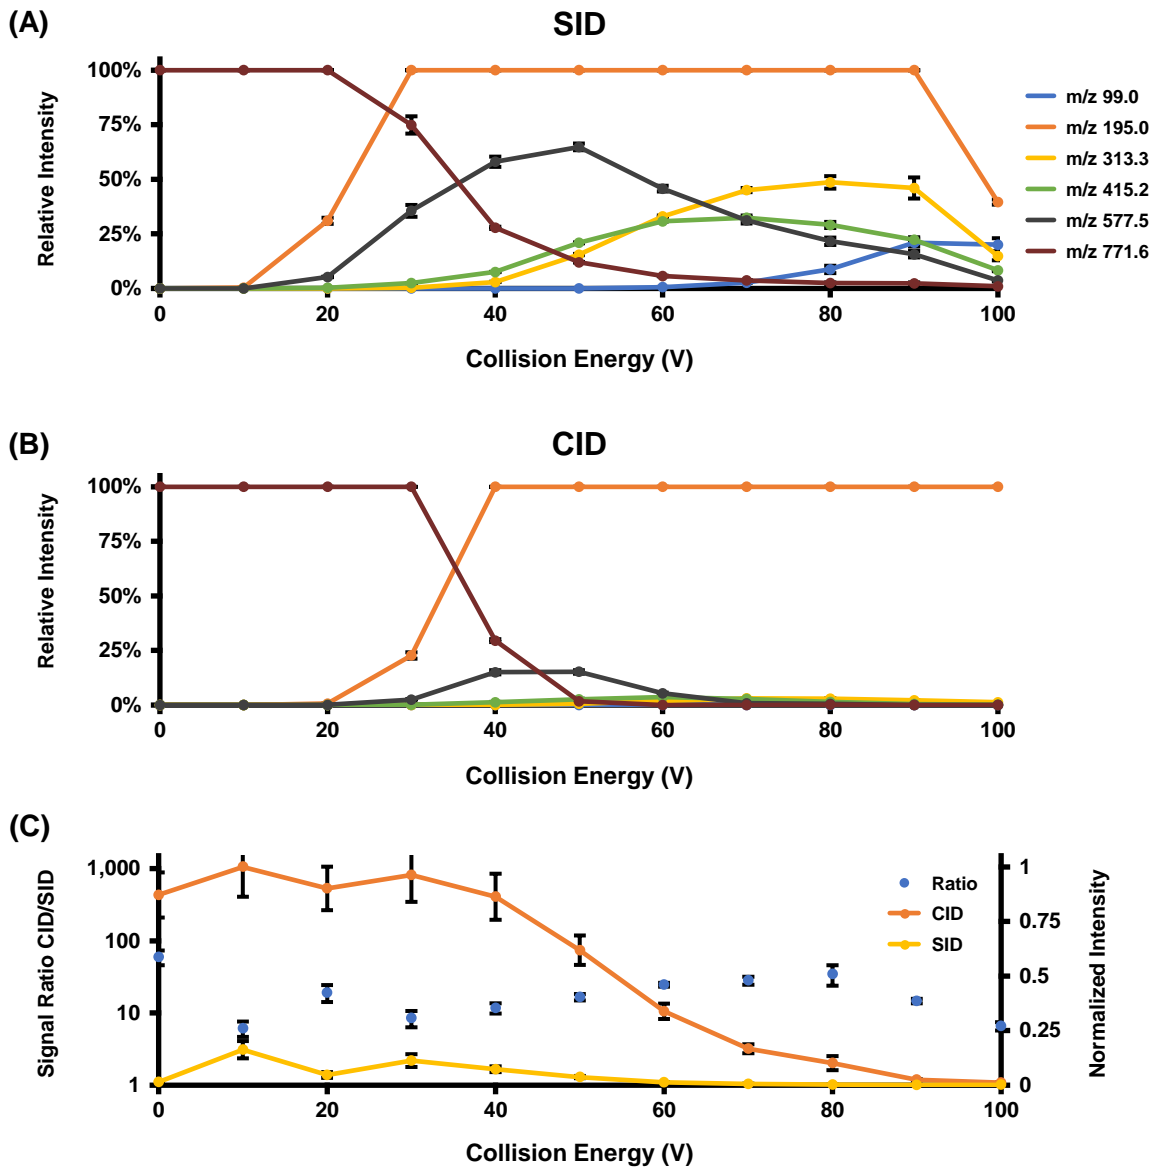 (A)
SID
Relative Intensity
100%
75%
50%
25%
0%
0
20
40
60
80
100
Collision Energy (V)
m/z 99.0
m/z 195.0
m/z 313.3
m/z 415.2
m/z 577.5
m/z 771.6
(B)
CID
Relative Intensity
100%
75%
50%
25%
0%
0
20
40
60
80
100
Collision Energy (V)
(C)
Signal Ratio CID/SID
1,000
100
10
1
0
20
40
60
80
100
Collision Energy (V)
Ratio
CID
SID
1
0.75
0.5
0.25
0
Normalized Intensity